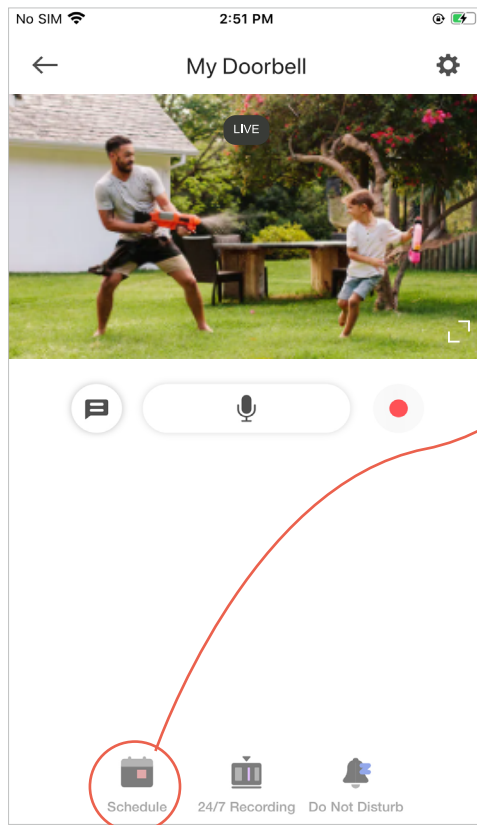 No SIM 2:51 PM
My Doorbell
LIVE
Schedule 24/7 Recording Do Not Disturb